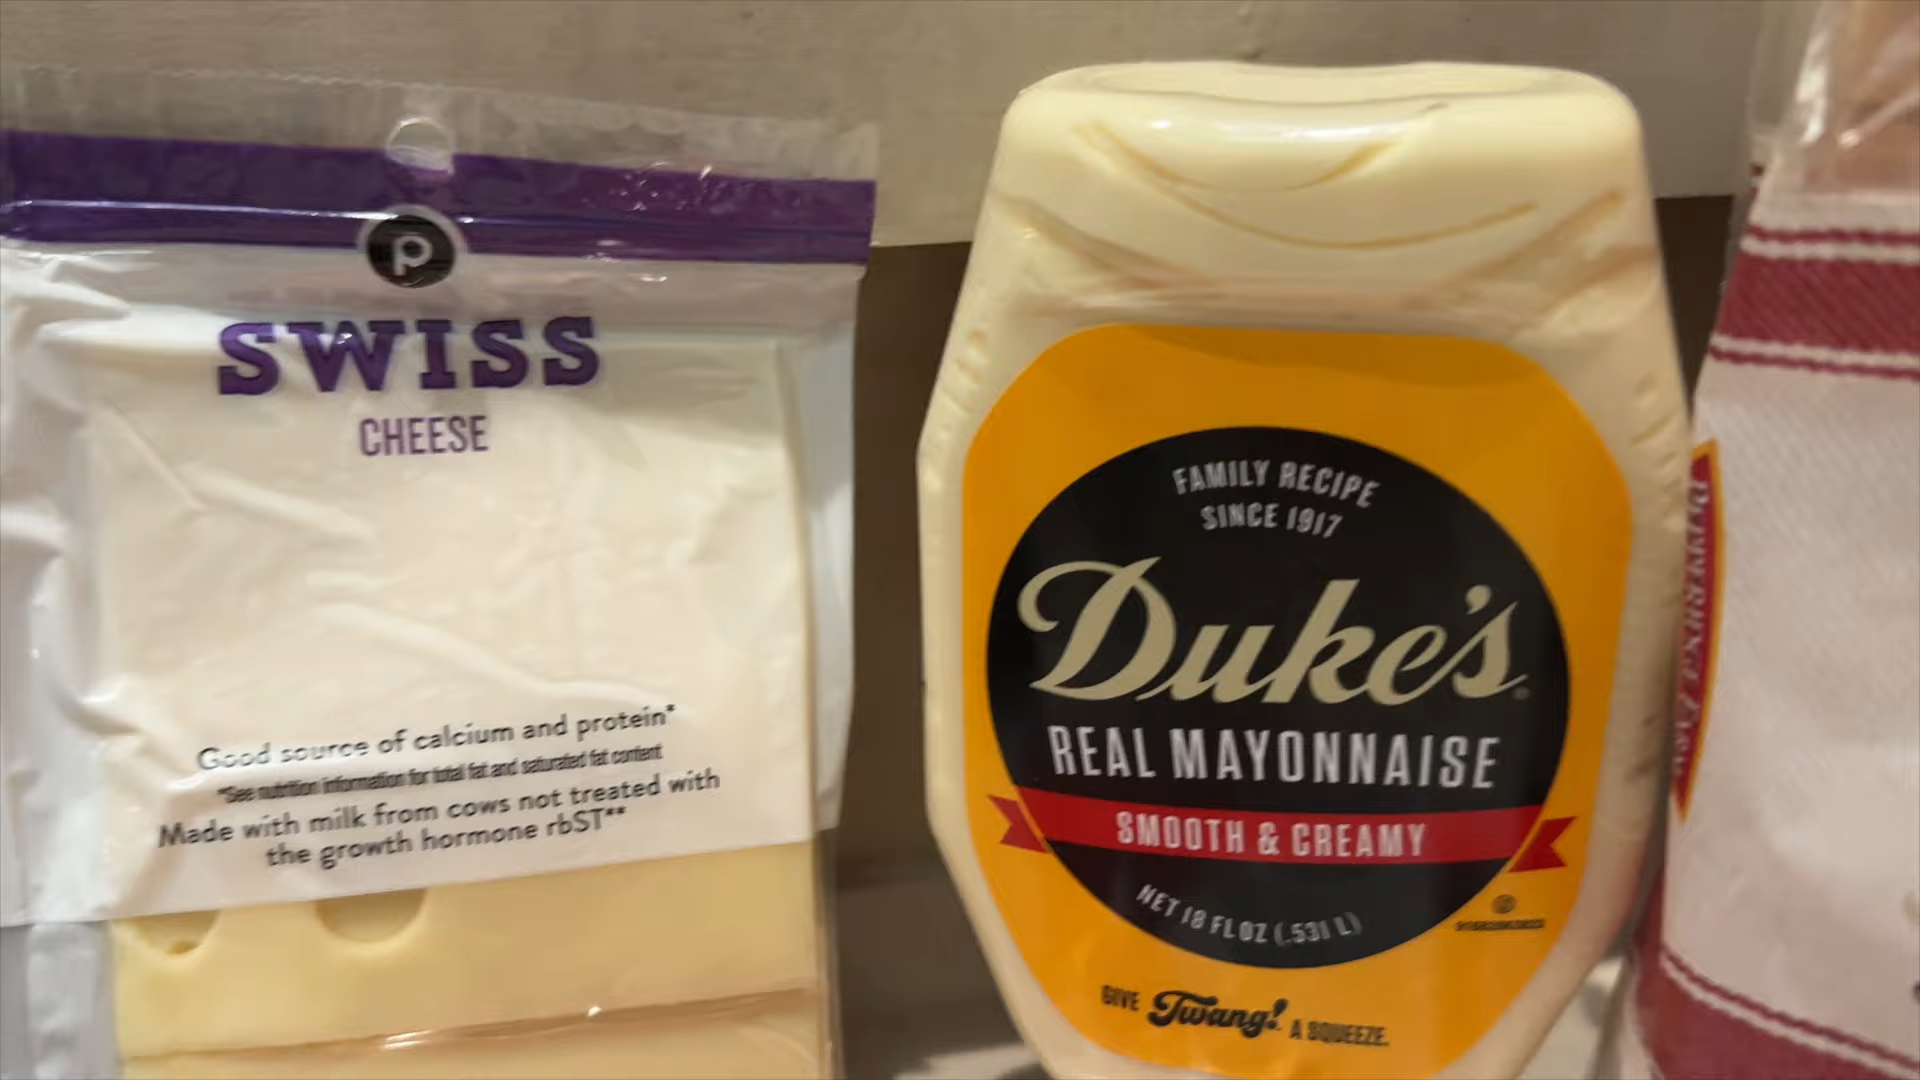 p
SWISS
CHEESE
Good source of calcium and protein*
*See nutrition information for total fat and saturated fat content
Made with milk from cows not treated with
the growth hormone rbST**
FAMILY RECIPE
SINCE 1917
Duke's
REAL MAYONNAISE
SMOOTH & CREAMY
NET 18 FL OZ (.531 L)
GIVE Twang! A SQUEEZE.